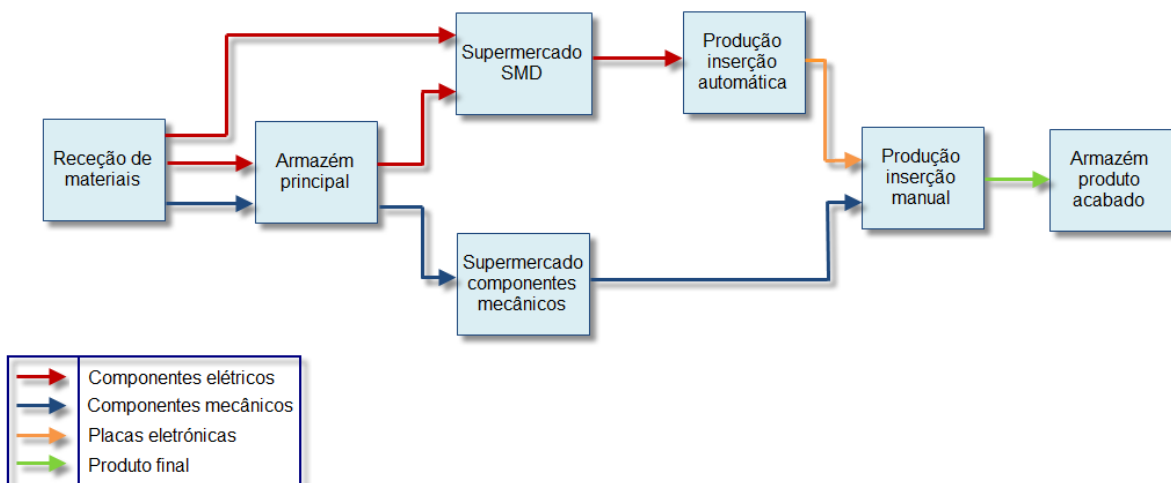 Receção de
materiais
Armazém
principal
Supermercado
SMD
Supermercado
componentes
mecânicos
Produção
inserção
automática
Produção
inserção
manual
Armazém
produto
acabado
Componentes elétricos
Componentes mecânicos
Placas eletrónicas
Produto final